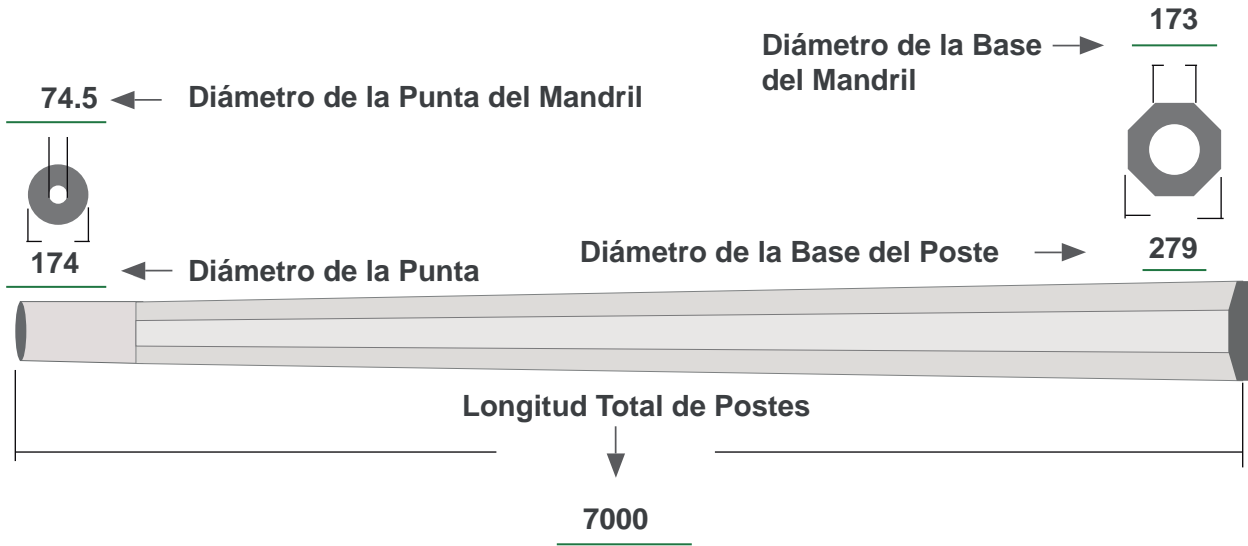 173
Diámetro de la Base
del Mandril
74.5
Diámetro de la Punta del Mandril
Diámetro de la Base del Poste
279
174
Diámetro de la Punta
Longitud Total de Postes
7000